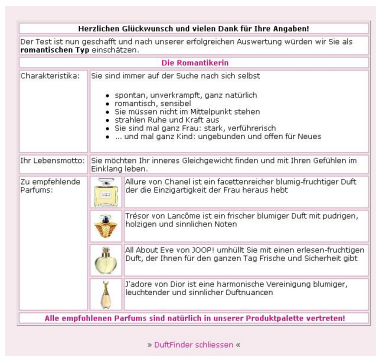 Herzlichen Glückwunsch und vielen Dank für Ihre Angaben!
Der Test ist nun geschafft und nach unserer erfolgreichen Auswertung würden wir Sie als
romantischen Typ einschätzen.
Die Romantikerin
Charakteristika:
Sie sind immer auf der Suche nach sich selbst
• spontan, unverkrampft, ganz natürlich
• romantisch, sensibel
• Sie müssen nicht im Mittelpunkt stehen
• strahlen Ruhe und Kraft aus
• Sie sind mal ganz Frau: stark, verführerisch
• ... und mal ganz Kind: ungebunden und offen für Neues
Ihr Lebensmotto:
Sie möchten Ihr inneres Gleichgewicht finden und mit Ihren Gefühlen im
Einklang leben.
Zu empfehlende
Parfums:
Allure von Chanel ist ein facettenreicher blumig-fruchtiger Duft
der die Einzigartigkeit der Frau heraus hebt
Trésor von Lancôme ist ein frischer blumiger Duft mit pudrigen,
holzigen und sinnlichen Noten
All About Eve von JOOP! umhüllt Sie mit einen erlesen-fruchtigen
Duft, der Ihnen für den ganzen Tag Frische und Sicherheit gibt
J'adore von Dior ist eine harmonische Vereinigung blumiger,
leuchtender und sinnlicher Duftnuancen
Alle empfohlenen Parfums sind natürlich in unserer Produktpalette vertreten!
» DuftFinder schliessen «